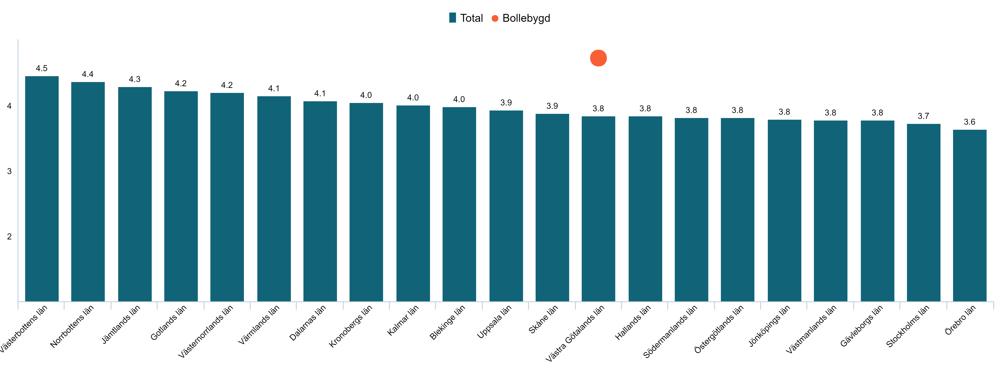 Total Bollebygd
4.5 4.4 4.3 4.2 4.2 4.1 4.1 4.0 4.0 4.0 3.9 3.9 3.8 3.8 3.8 3.8 3.8 3.8 3.8 3.7 3.6
4
3
2
Västerbottens län
Norrbottens län
Jämtlands län
Gotlands län
Västernorrlands län
Värmlands län
Dalarnas län
Kronobergs län
Kalmar län
Blekinge län
Uppsala län
Skåne län
Västra Götalands län
Hallands län
Södermanlands län
Östergötlands län
Jönköpings län
Västmanlands län
Gävleborgs län
Stockholms län
Örebro län